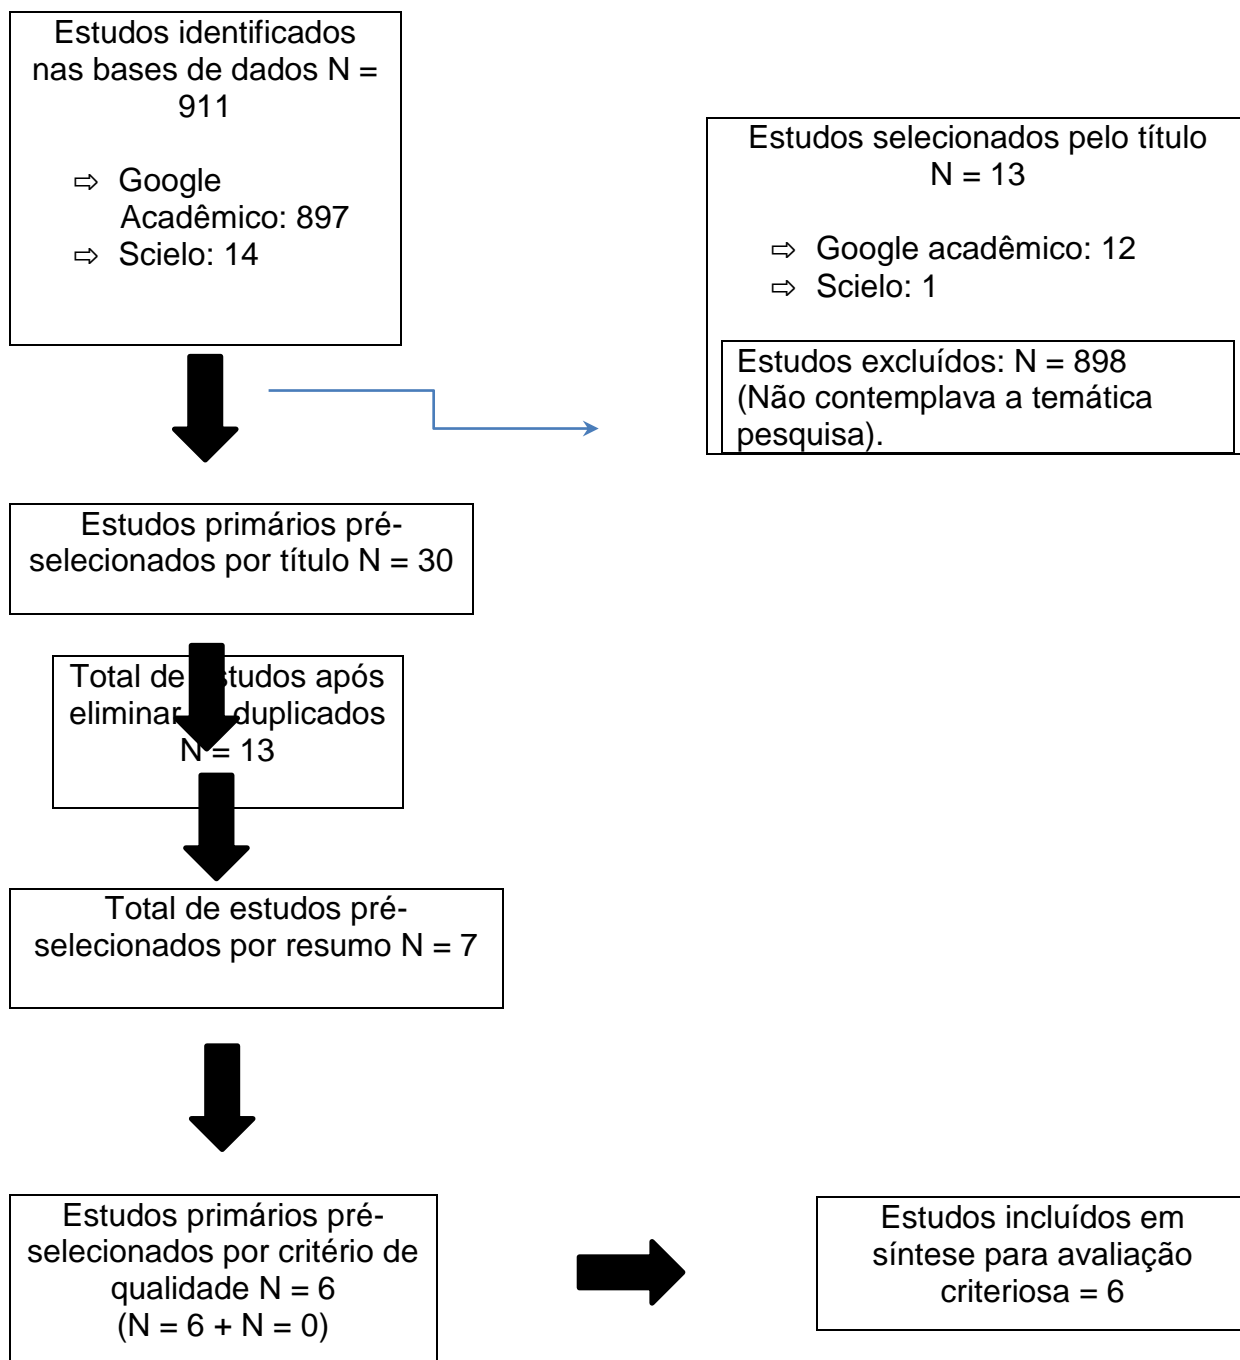 Estudos identificados
nas bases de dados N =
911
⇨ Google
Acadêmico: 897
⇨ Scielo: 14
Estudos selecionados pelo título
N = 13
⇨ Google acadêmico: 12
⇨ Scielo: 1
Estudos excluídos: N = 898
(Não contemplava a temática
pesquisa).
Estudos primários pré-
selecionados por título N = 30
Total de estudos após
eliminar duplicados
N = 13
Total de estudos pré-
selecionados por resumo N = 7
Estudos primários pré-
selecionados por critério de
qualidade N = 6
(N = 6 + N = 0)
Estudos incluídos em
síntese para avaliação
criteriosa = 6